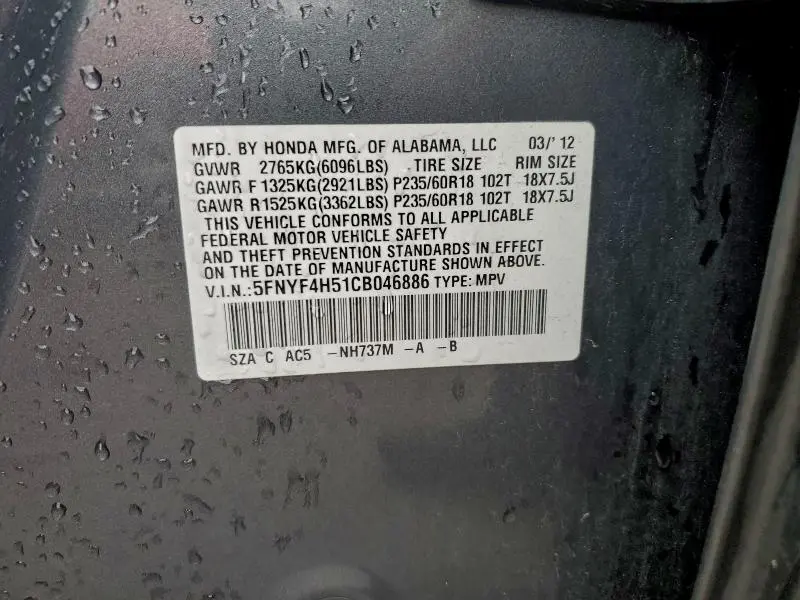 MFD. BY HONDA MFG. OF ALABAMA, LLC 03/' 12
GVWR 2765KG(6096LBS) TIRE SIZE RIM SIZE
GAWR F 1325KG(2921LBS) P235/60R18 102T 18X7.5J
GAWR R1525KG(3362LBS) P235/60R18 102T 18X7.5J
THIS VEHICLE CONFORMS TO ALL APPLICABLE
FEDERAL MOTOR VEHICLE SAFETY
AND THEFT PREVENTION STANDARDS IN EFFECT
ON THE DATE OF MANUFACTURE SHOWN ABOVE.
V.I.N.:5FNYF4H51CB046886 TYPE: MPV
SZA C AC5 -NH737M -A -B